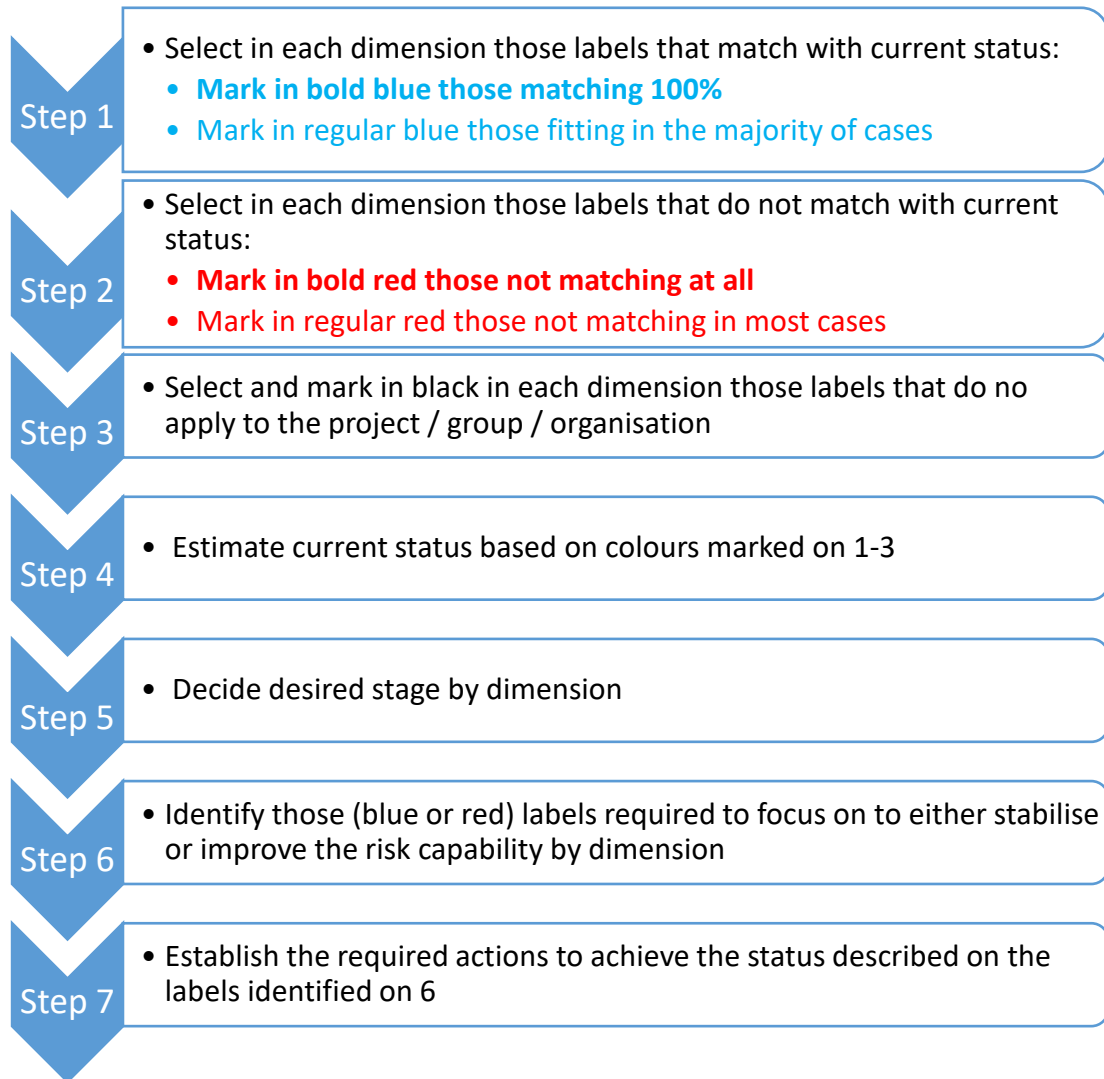 Step 1
• Select in each dimension those labels that match with current status:
• Mark in bold blue those matching 100%
• Mark in regular blue those fitting in the majority of cases
Step 2
• Select in each dimension those labels that do not match with current
status:
• Mark in bold red those not matching at all
• Mark in regular red those not matching in most cases
Step 3
• Select and mark in black in each dimension those labels that do no
apply to the project / group / organisation
Step 4
• Estimate current status based on colours marked on 1-3
Step 5
• Decide desired stage by dimension
Step 6
• Identify those (blue or red) labels required to focus on to either stabilise
or improve the risk capability by dimension
Step 7
• Establish the required actions to achieve the status described on the
labels identified on 6